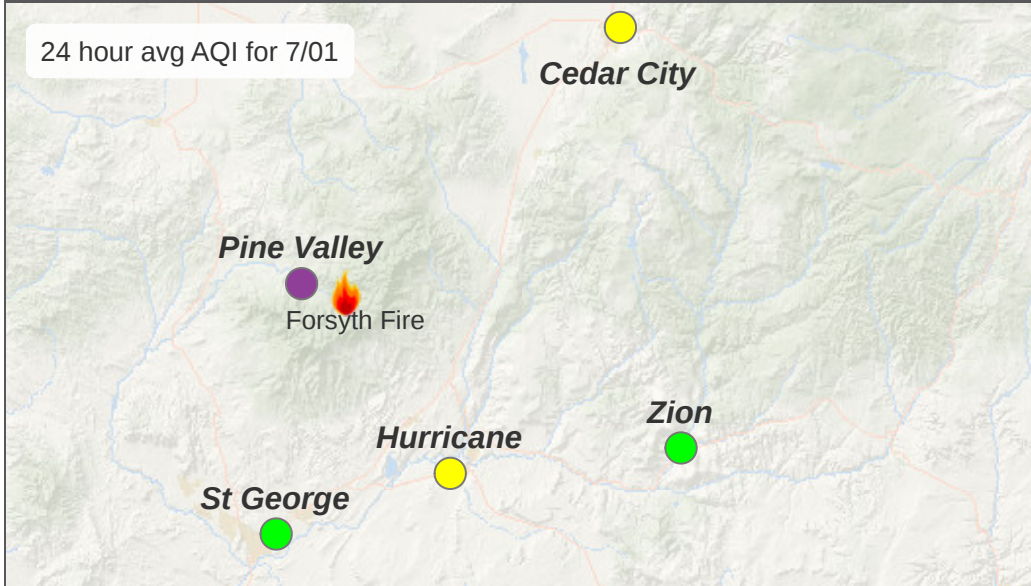 24 hour avg AQI for 7/01
Cedar City
Pine Valley
Forsyth Fire
Zion
Hurricane
St George